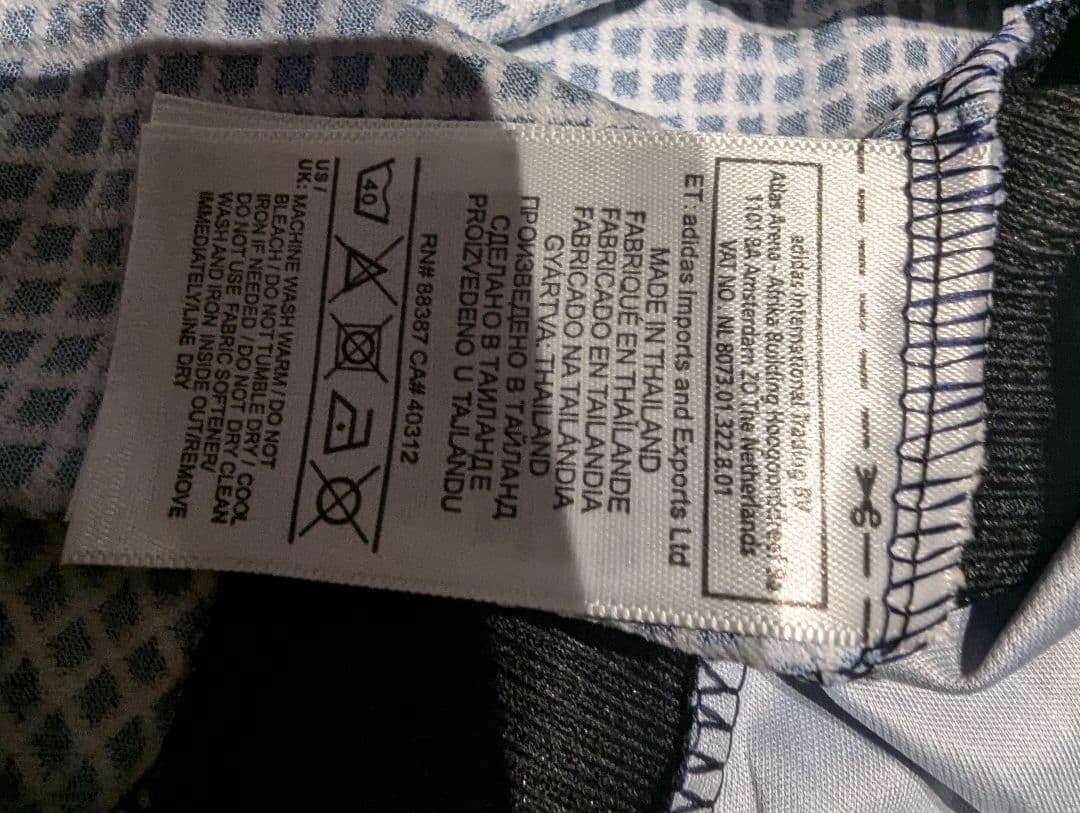 adidas International Trading BV
Atlas Arena - Afrika Building Hoogoorddreef 9a
1101 BA Amsterdam ZO The Netherlands
VAT.NO. NL 8073.01.322.B.01
ET: adidas Imports and Exports Ltd
MADE IN THAILAND
FABRIQUÉ EN THAÏLANDE
FABRICADO EN TAILANDIA
FABRICADO NA TAILÂNDIA
GYÁRTVA: THAILAND
ПРОИЗВЕДЕНО В ТАЙЛАНД
СДЕЛАНО В ТАИЛАНДЕ
PROIZVEDENO U TAJLANDU
RN# 88387 CA# 40312
40
US /
UK: MACHINE WASH WARM / DO NOT
BLEACH / DO NOT TUMBLE DRY / COOL
IRON IF NEEDED / DO NOT DRY CLEAN
DO NOT USE FABRIC SOFTENER/
WASH AND IRON INSIDE OUT/REMOVE
IMMEDIATELY/LINE DRY